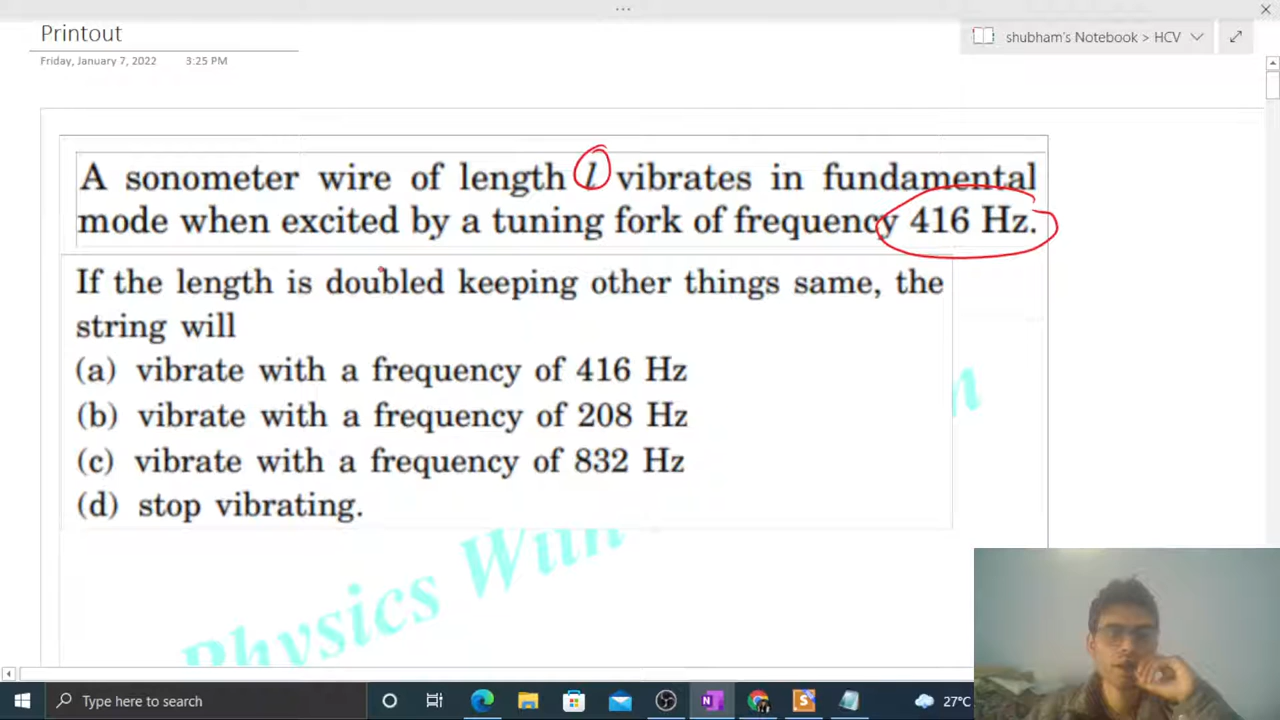 Printout
shubham's Notebook > HCV
Friday, January 7, 2022 3:25 PM
A sonometer wire of length l vibrates in fundamental
mode when excited by a tuning fork of frequency 416 Hz.
If the length is doubled keeping other things same, the
string will
(a) vibrate with a frequency of 416 Hz
(b) vibrate with a frequency of 208 Hz
(c) vibrate with a frequency of 832 Hz
(d) stop vibrating.
Physics With
Type here to search
27°C